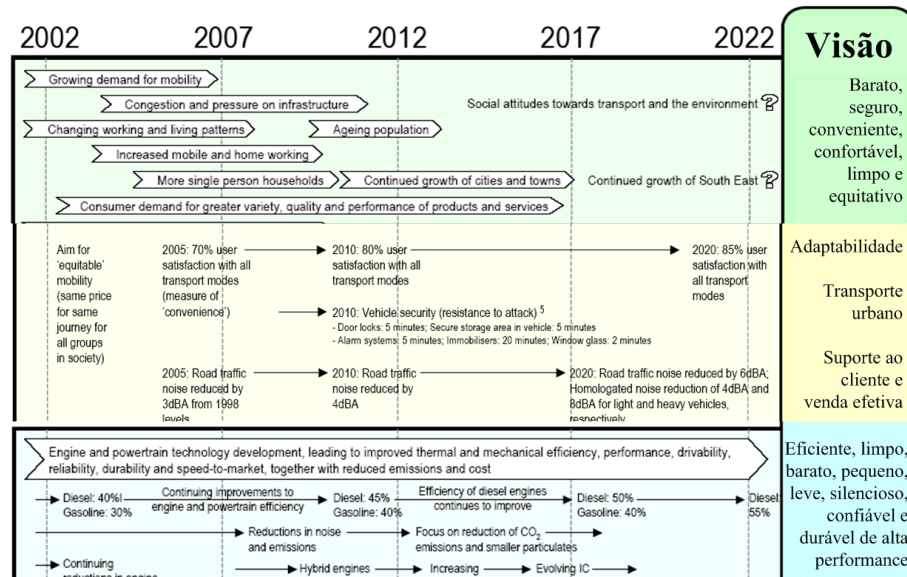 2002 2007 2012 2017 2022
Visão
Barato,
seguro,
conveniente,
confortável,
limpo e
equitativo
Growing demand for mobility
Congestion and pressure on infrastructure
Social attitudes towards transport and the environment ?
Changing working and living patterns
Ageing population
Increased mobile and home working
More single person households
Continued growth of cities and towns
Continued growth of South East ?
Consumer demand for greater variety, quality and performance of products and services
Aim for
'equitable'
mobility
(same price
for same
journey for
all groups
in society)
2005: 70% user
satisfaction with all
transport modes
(measure of
'convenience')
2010: 80% user
satisfaction with all
transport modes
2020: 85% user
satisfaction with
all transport
modes
2010: Vehicle security (resistance to attack) 5
- Door locks: 5 minutes; Secure storage area in vehicle: 5 minutes
- Alarm systems: 5 minutes; Immobilisers: 20 minutes; Window glass: 2 minutes
2005: Road traffic
noise reduced by
3dBA from 1998
levels
2010: Road traffic
noise reduced by
4dBA
2020: Road traffic noise reduced by 6dBA;
Homologated noise reduction of 4dBA and
8dBA for light and heavy vehicles,
respectively
Adaptabilidade
Transporte
urbano
Suporte ao
cliente e
venda efetiva
Engine and powertrain technology development, leading to improved thermal and mechanical efficiency, performance, drivability,
reliability, durability and speed-to-market, together with reduced emissions and cost
Diesel: 40%l
Gasoline: 30%
Continuing improvements to
engine and powertrain efficiency
Diesel: 45%
Gasoline: 40%
Efficiency of diesel engines
continues to improve
Diesel: 50%
Gasoline: 40%
Diesel:
55%
Reductions in noise
and emissions
Focus on reduction of CO2
emissions and smaller particulates
Continuing
reductions in engine
Hybrid engines
Increasing
Evolving IC
Eficiente, limpo,
barato, pequeno,
leve, silencioso,
confiável e
durável de alta
performance